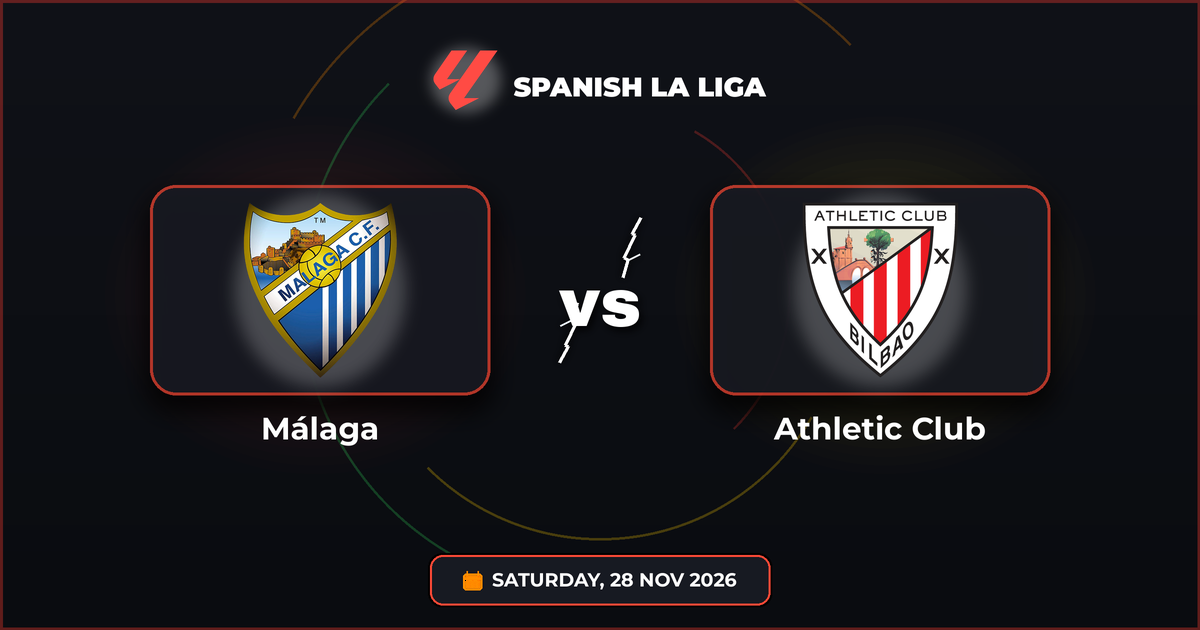 SPANISH LA LIGA
TM
MALAGA C.F.
ATHLETIC CLUB
BILBAO
VS
Málaga
Athletic Club
SATURDAY, 28 NOV 2026